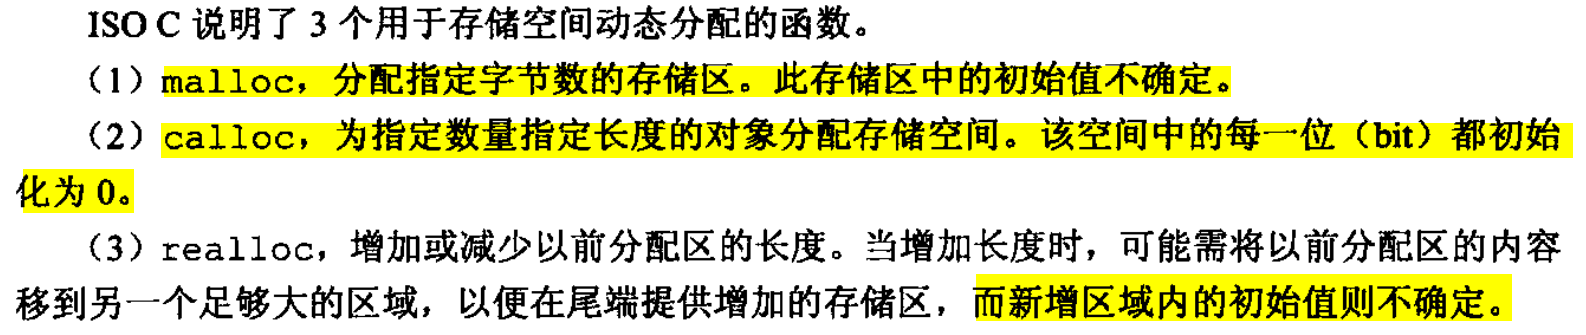 ISO C 说明了 3 个用于存储空间动态分配的函数。
（1）malloc，分配指定字节数的存储区。此存储区中的初始值不确定。
（2）calloc，为指定数量指定长度的对象分配存储空间。该空间中的每一位（bit）都初始
化为 0。
（3）realloc，增加或减少以前分配区的长度。当增加长度时，可能需将以前分配区的内容
移到另一个足够大的区域，以便在尾端提供增加的存储区，而新增区域内的初始值则不确定。